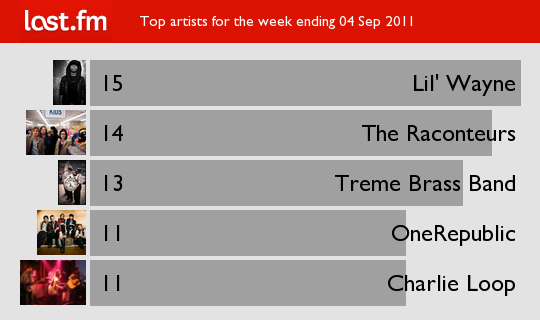 last.fm
Top artists for the week ending 04 Sep 2011
15 Lil' Wayne
KIDS
14 The Raconteurs
13 Treme Brass Band
11 OneRepublic
11 Charlie Loop